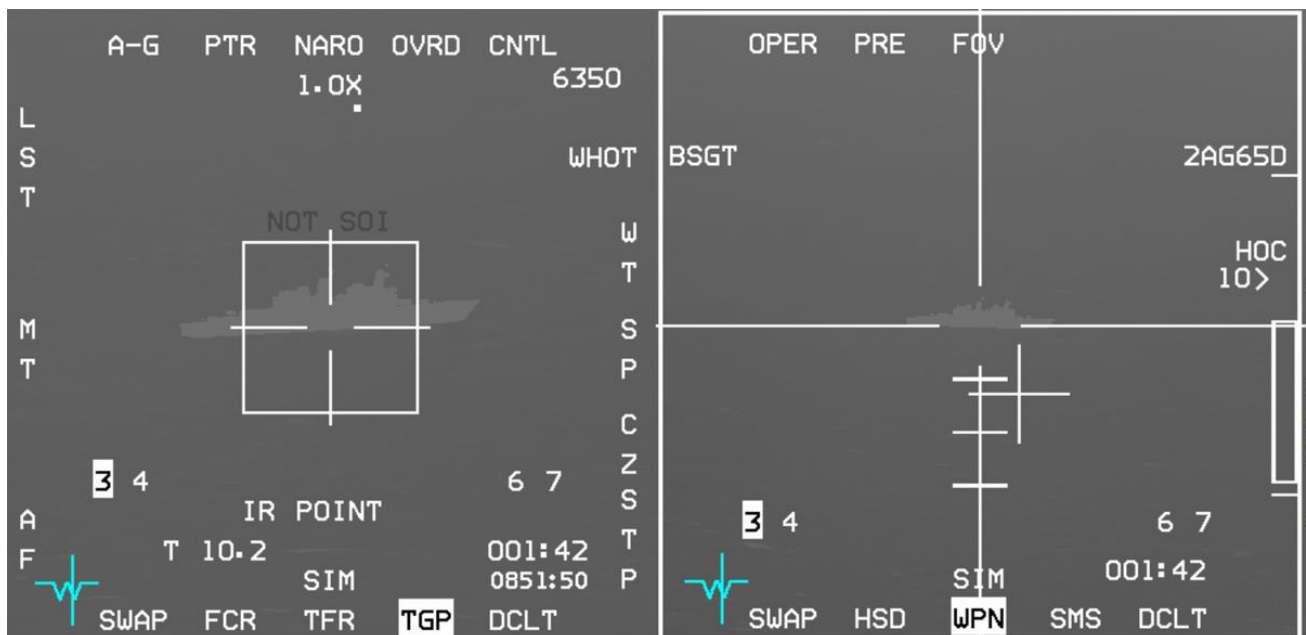 A-G PTR NARO OVRD CNTL
1.0X 6350
L
S
T
WHOT
NOT SOI
W
T
M
T
S
P
C
Z
3 4 6 7
S
T
P
IR POINT
A
F
T 10.2 001:42
SIM 0851:50
SWAP FCR TFR TGP DCLT
OPER PRE FOV
BSGT 2AG65D
HOC
10>
3 4 6 7
SIM 001:42
SWAP HSD WPN SMS DCLT